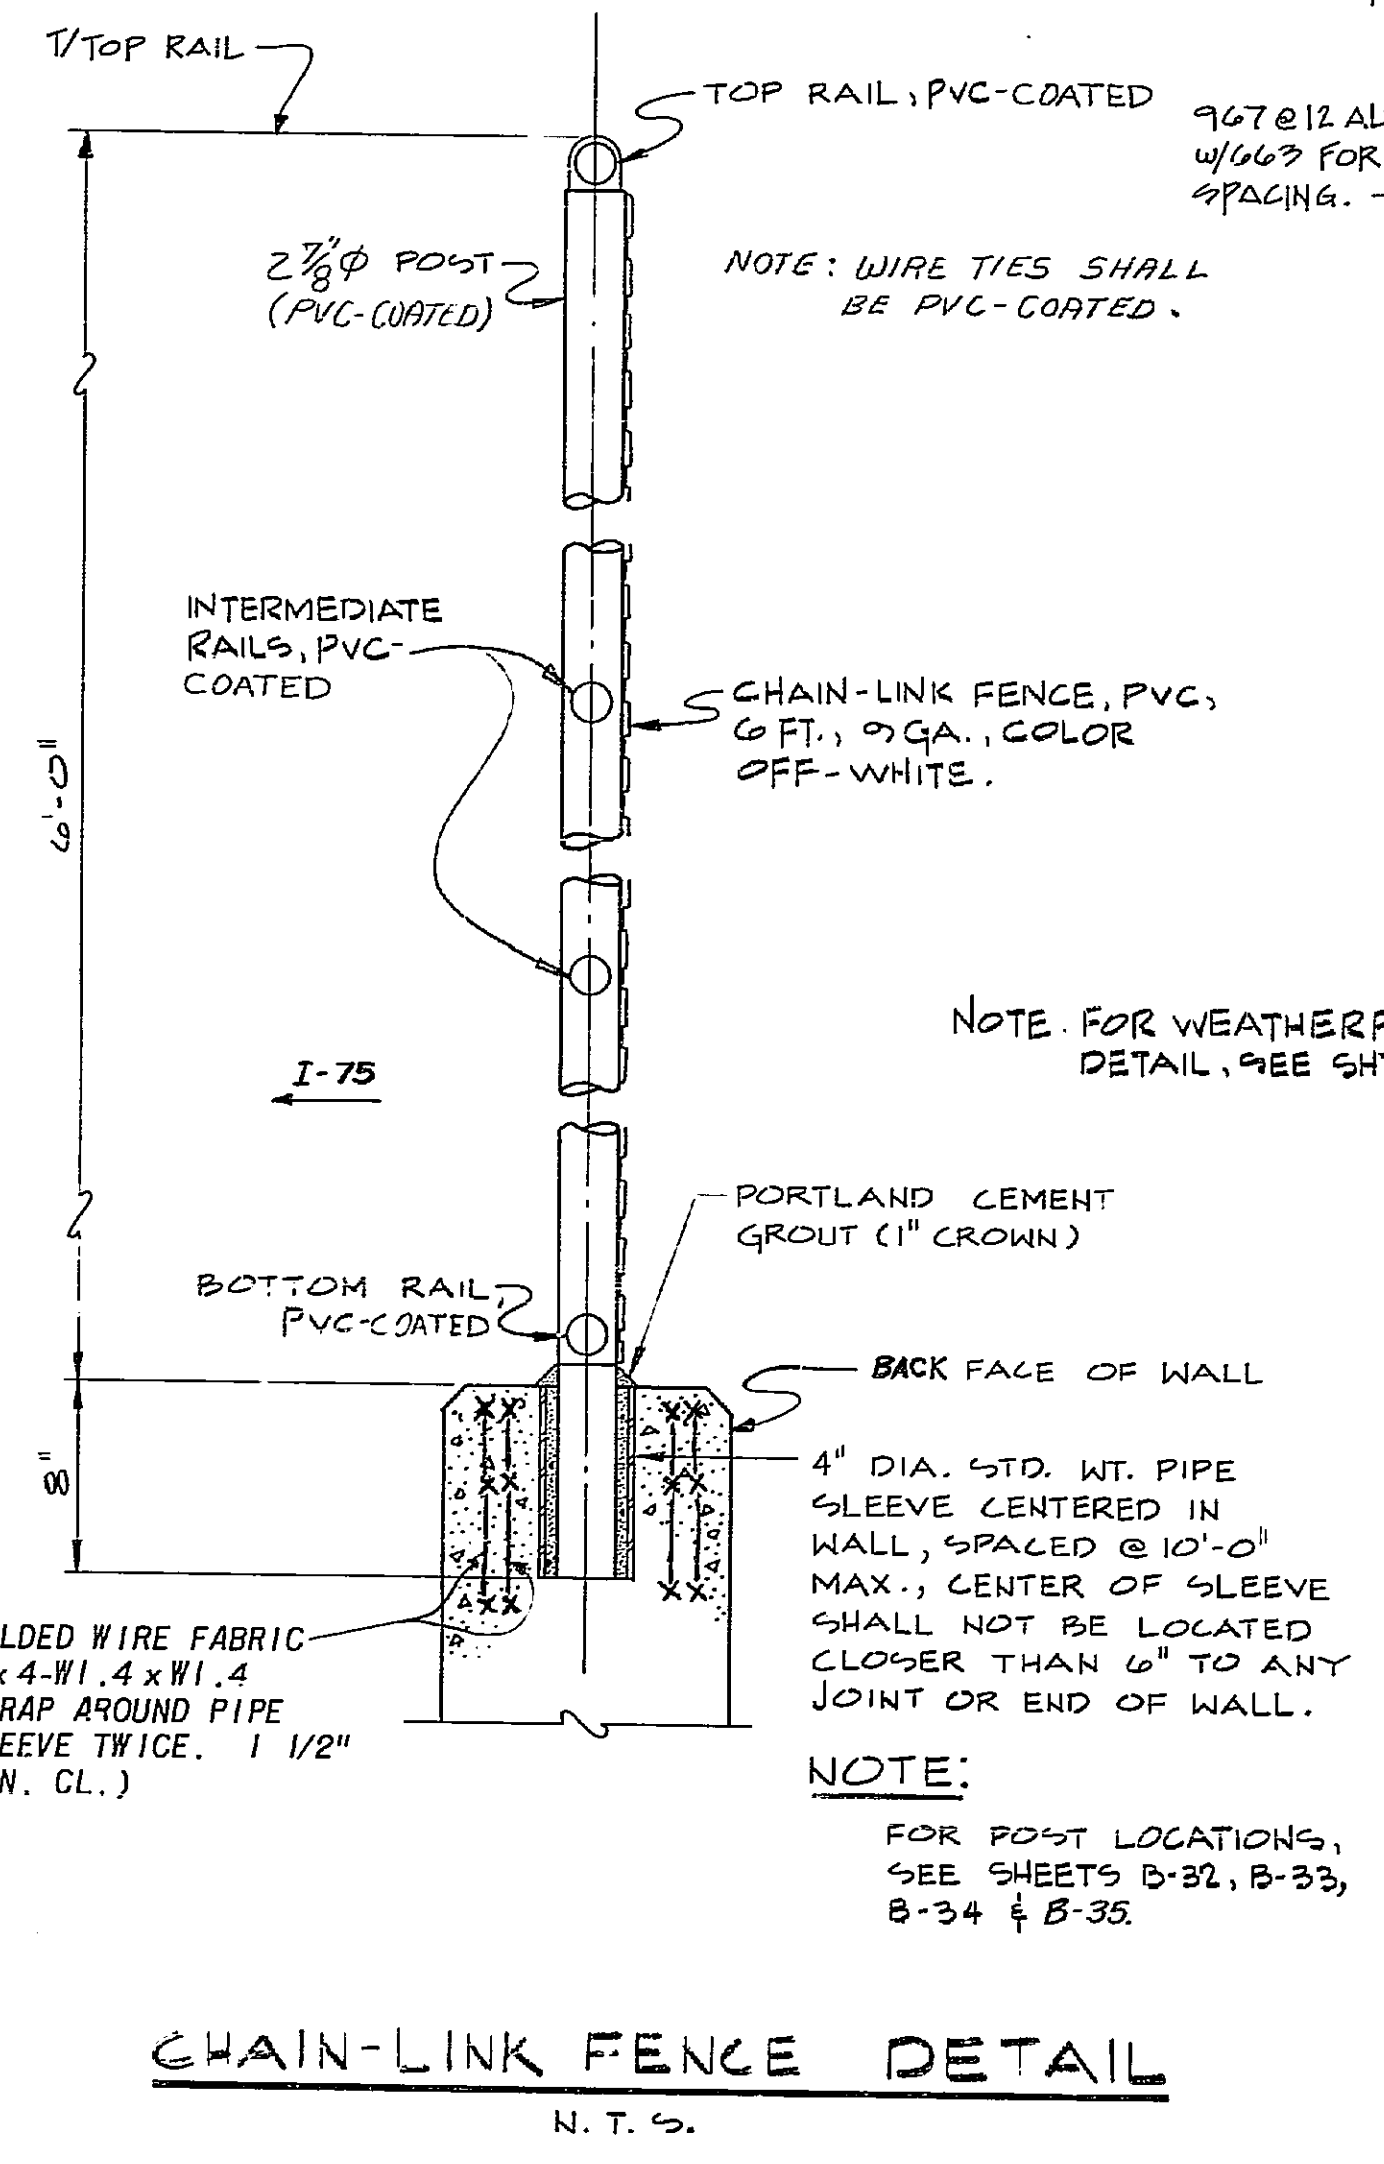 T/TOP RAIL
TOP RAIL, PVC-COATED
967@12 AL
W/663 FOR
SPACING.
2 7/8"Ø POST
(PVC-COATED)
NOTE: WIRE TIES SHALL
BE PVC-COATED.
INTERMEDIATE
RAILS, PVC-
COATED
CHAIN-LINK FENCE, PVC,
6 FT., 9 GA., COLOR
OFF-WHITE.
6'-0"
NOTE. FOR WEATHERP
DETAIL, SEE SHT
I-75
PORTLAND CEMENT
GROUT (1" CROWN)
BOTTOM RAIL,
PVC-COATED
BACK FACE OF WALL
8"
4" DIA. STD. WT. PIPE
SLEEVE CENTERED IN
WALL, SPACED @ 10'-0"
MAX., CENTER OF SLEEVE
SHALL NOT BE LOCATED
CLOSER THAN 6" TO ANY
JOINT OR END OF WALL.
LDED WIRE FABRIC
x 4-W1.4 x W1.4
RAP AROUND PIPE
EEVE TWICE. 1 1/2"
N. CL.)
NOTE:
FOR POST LOCATIONS,
SEE SHEETS B-32, B-33,
B-34 & B-35.
CHAIN-LINK FENCE DETAIL
N.T.S.